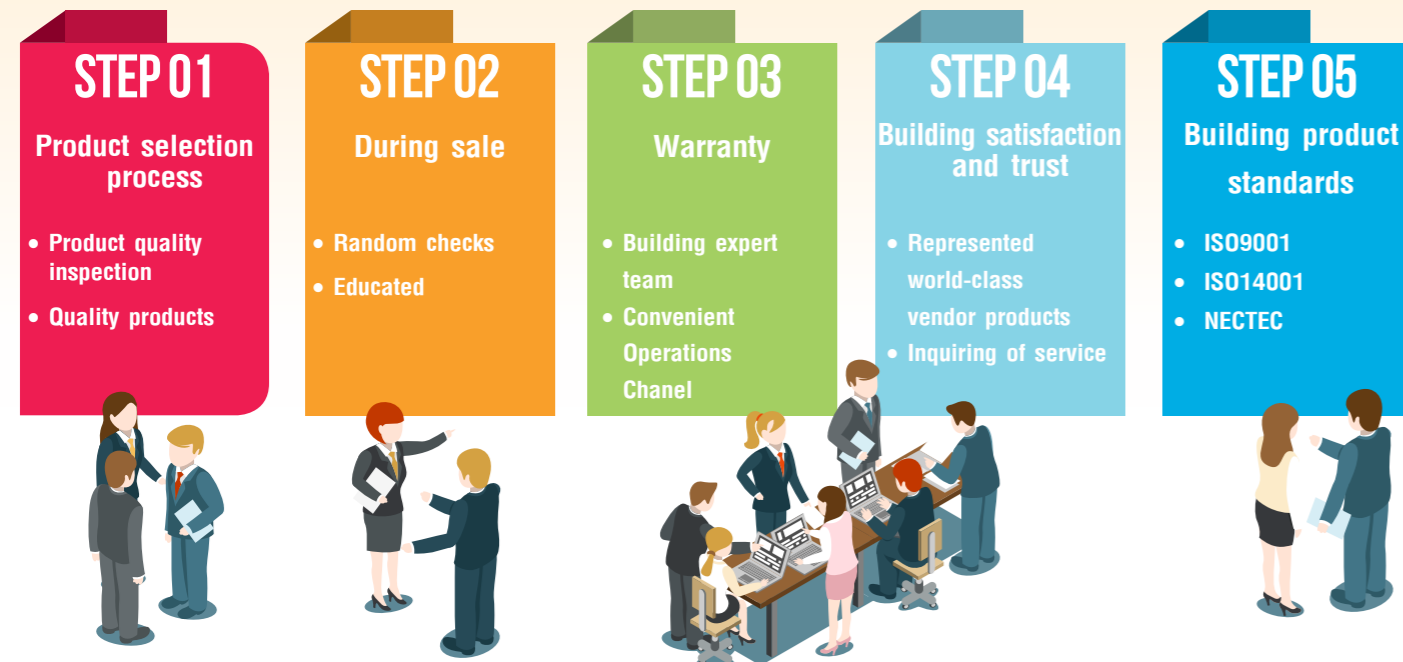 STEP 01
Product selection
process
• Product quality
inspection
• Quality products
STEP 02
During sale
• Random checks
• Educated
STEP 03
Warranty
• Building expert
team
• Convenient
Operations
Chanel
STEP 04
Building satisfaction
and trust
• Represented
world-class
vendor products
• Inquiring of service
STEP 05
Building product
standards
• ISO9001
• ISO14001
• NECTEC